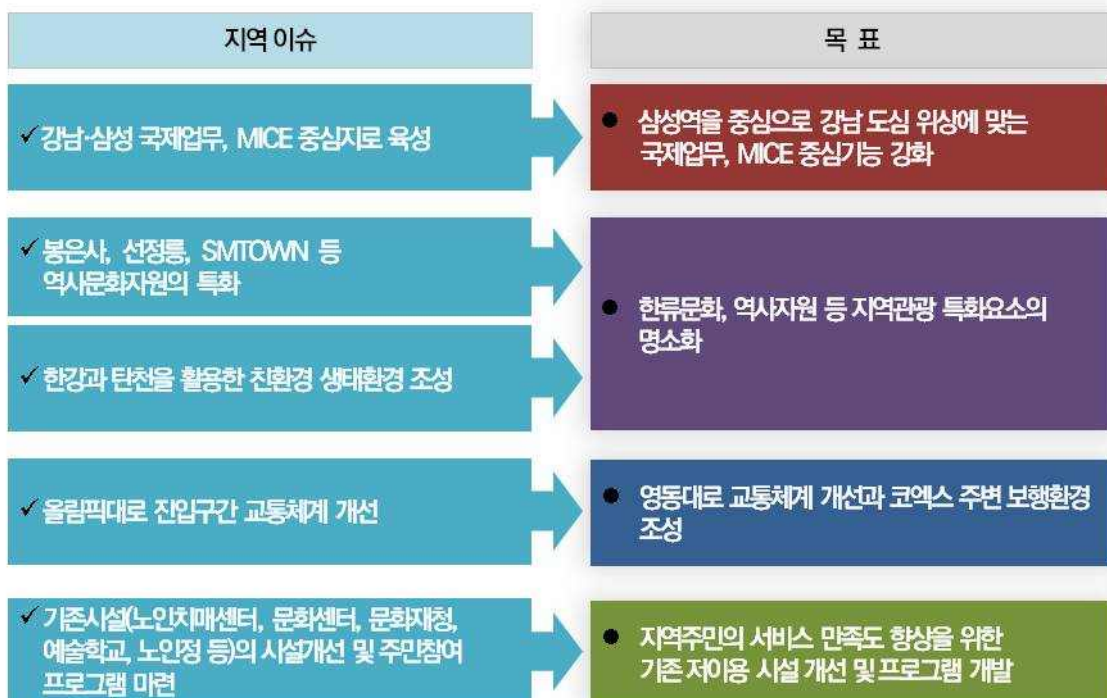 지역 이슈
목 표
✓강남·삼성 국제업무, MICE 중심지로 육성
● 삼성역을 중심으로 강남 도심 위상에 맞는
국제업무, MICE 중심기능 강화
✓봉은사, 선정릉, SMTOWN 등
역사문화자원의 특화
✓한강과 탄천을 활용한 친환경 생태환경 조성
● 한류문화, 역사자원 등 지역관광 특화요소의
명소화
✓올림픽대로 진입구간 교통체계 개선
● 영동대로 교통체계 개선과 코엑스 주변 보행환경
조성
✓기존시설(노인치매센터, 문화센터, 문화재청,
예술학교, 노인정 등)의 시설개선 및 주민참여
프로그램 마련
● 지역주민의 서비스 만족도 향상을 위한
기존 저이용 시설 개선 및 프로그램 개발